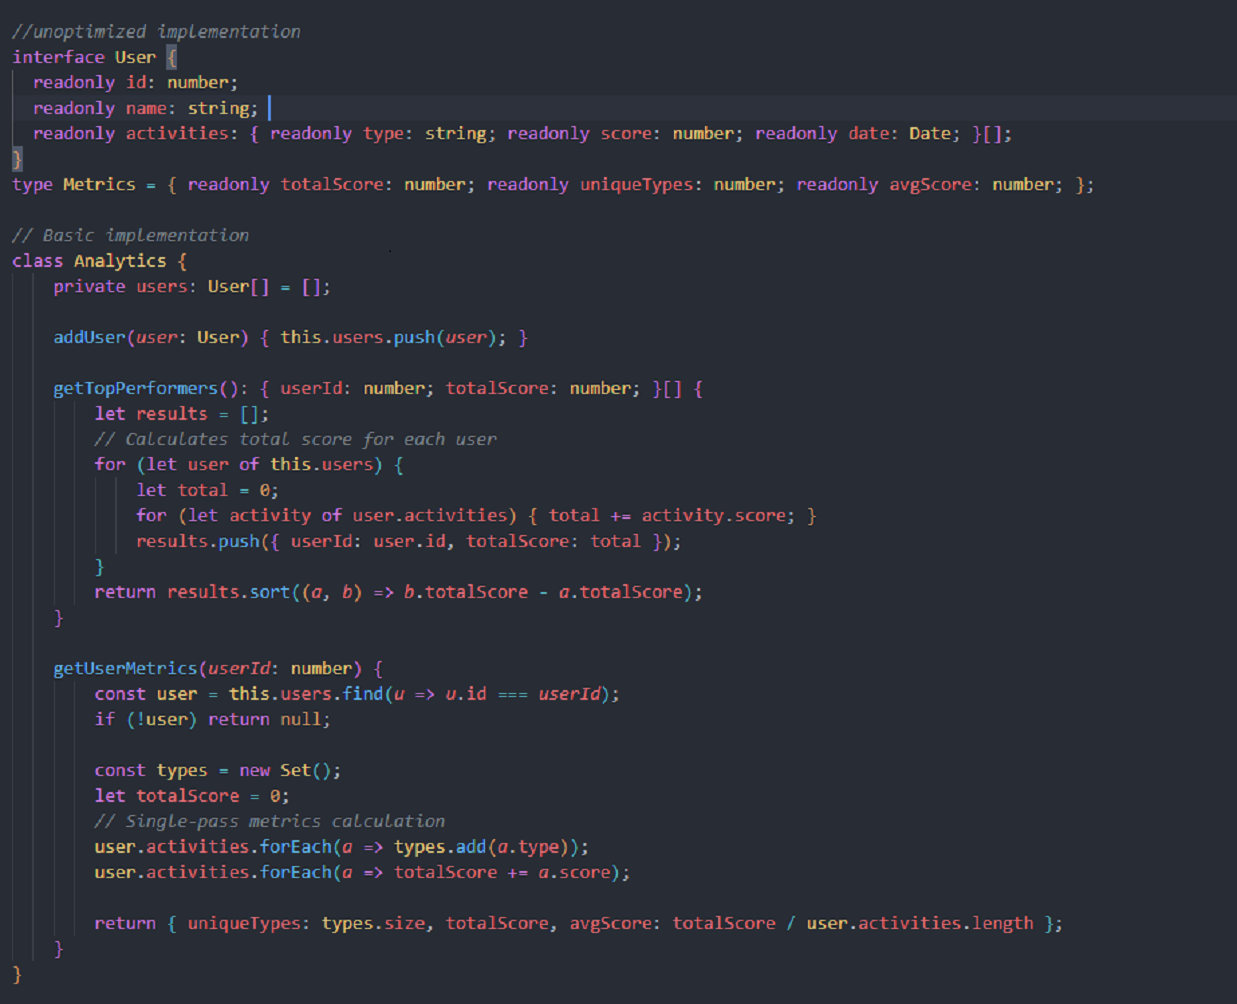 //unoptimized implementation
interface User {
readonly id: number;
readonly name: string;
readonly activities: { readonly type: string; readonly score: number; readonly date: Date; }[];
}
type Metrics = { readonly totalScore: number; readonly uniqueTypes: number; readonly avgScore: number; };
// Basic implementation
class Analytics {
private users: User[] = [];
addUser(user: User) { this.users.push(user); }
getTopPerformers(): { userId: number; totalScore: number; }[] {
let results = [];
// Calculates total score for each user
for (let user of this.users) {
let total = 0;
for (let activity of user.activities) { total += activity.score; }
results.push({ userId: user.id, totalScore: total });
}
return results.sort((a, b) => b.totalScore - a.totalScore);
}
getUserMetrics(userId: number) {
const user = this.users.find(u => u.id === userId);
if (!user) return null;
const types = new Set();
let totalScore = 0;
// Single-pass metrics calculation
user.activities.forEach(a => types.add(a.type));
user.activities.forEach(a => totalScore += a.score);
return { uniqueTypes: types.size, totalScore, avgScore: totalScore / user.activities.length };
}
}